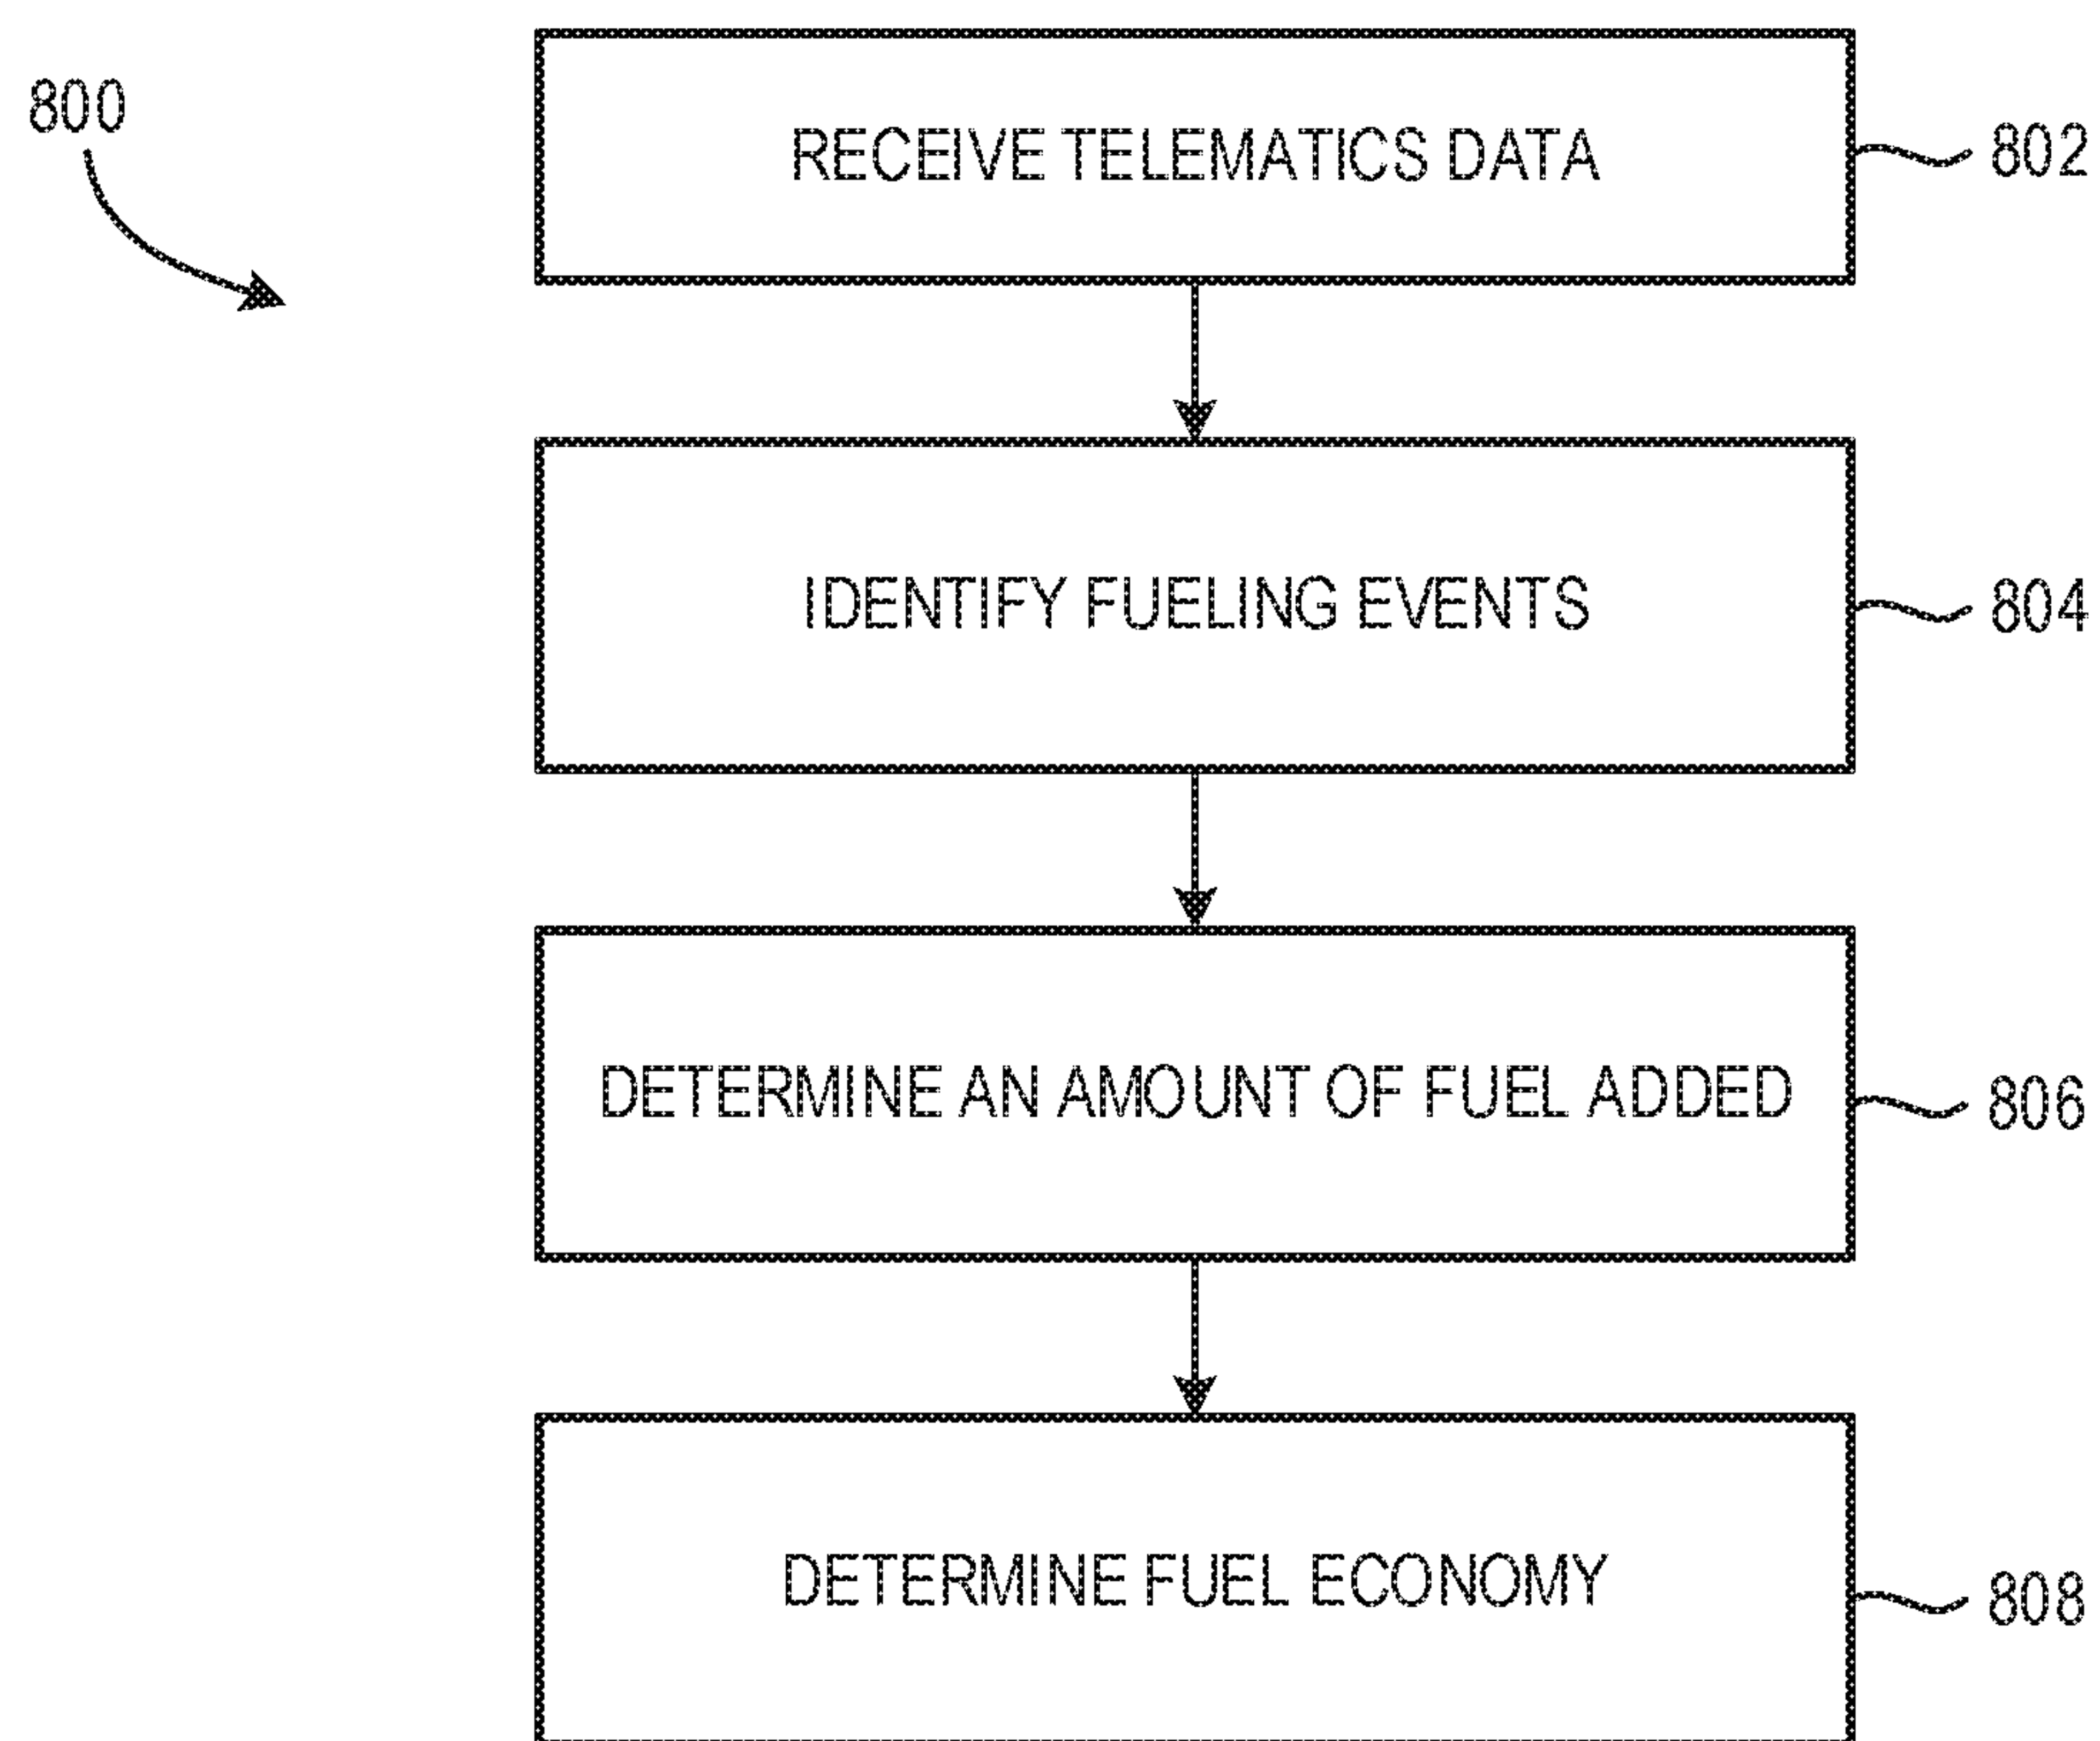 800
RECEIVE TELEMATICS DATA
802
IDENTIFY FUELING EVENTS
804
DETERMINE AN AMOUNT OF FUEL ADDED
806
DETERMINE FUEL ECONOMY
808